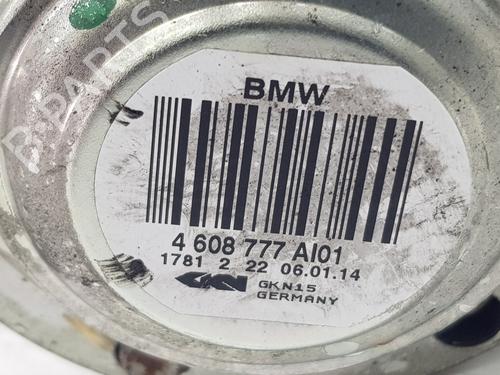 BMW
4 608 777 AI01
1781 2 22 06.01.14
GKN15
GERMANY
B-PARTS